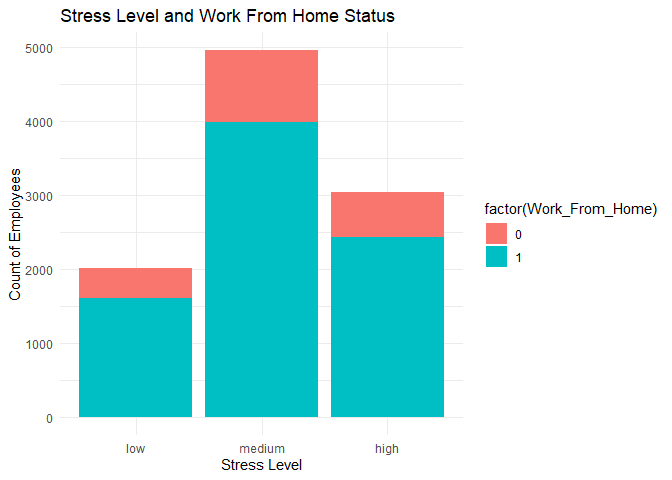 Stress Level and Work From Home Status
Count of Employees
5000
4000
3000
2000
1000
0
low medium high
Stress Level
factor(Work_From_Home)
0
1